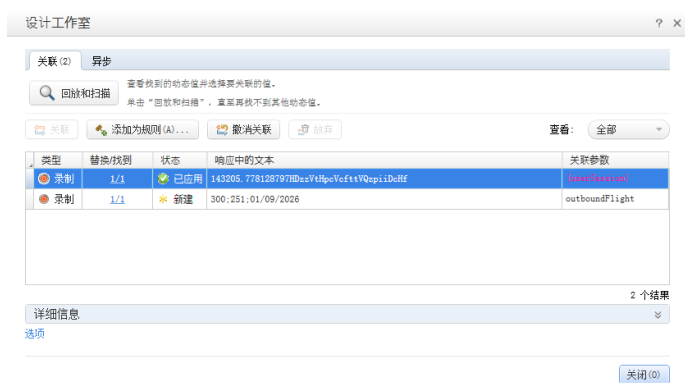 设计工作室
? ×
关联(2) 异步
回放和扫描
查看找到的动态值并选择要关联的值。
单击“回放和扫描”，直至再找不到其他动态值。
关联 添加为规则(A)... 撤消关联 放弃 查看： 全部
类型 替换/找到 状态 响应中的文本 关联参数
录制 1/1 已应用 143205.778128797HDzzVtHpcVcfttVQzpiiDcHf {userSession}
录制 1/1 新建 300;251;01/09/2026 outboundFlight
2 个结果
详细信息
选项
关闭(O)